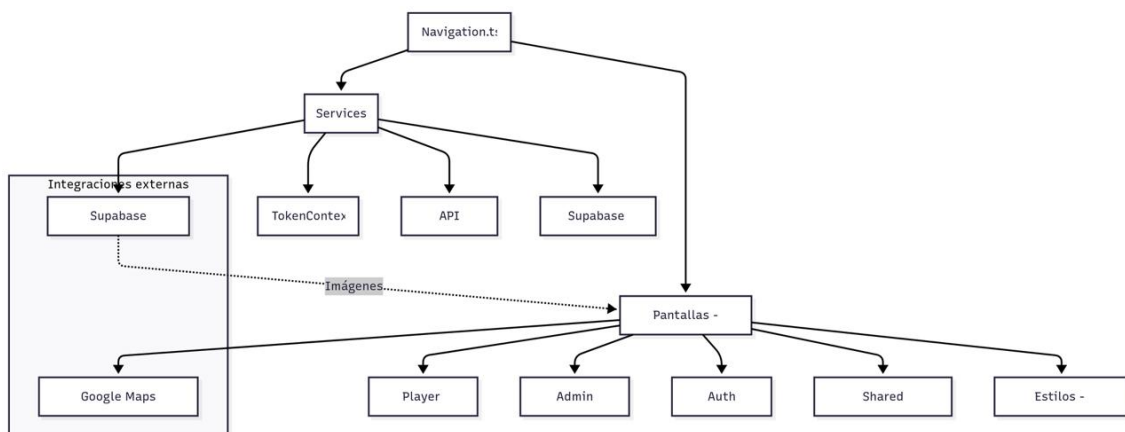 Navigation.ts
Services
Integraciones externas
Supabase
TokenContex
API
Supabase
Imágenes
Pantallas -
Google Maps
Player
Admin
Auth
Shared
Estilos -